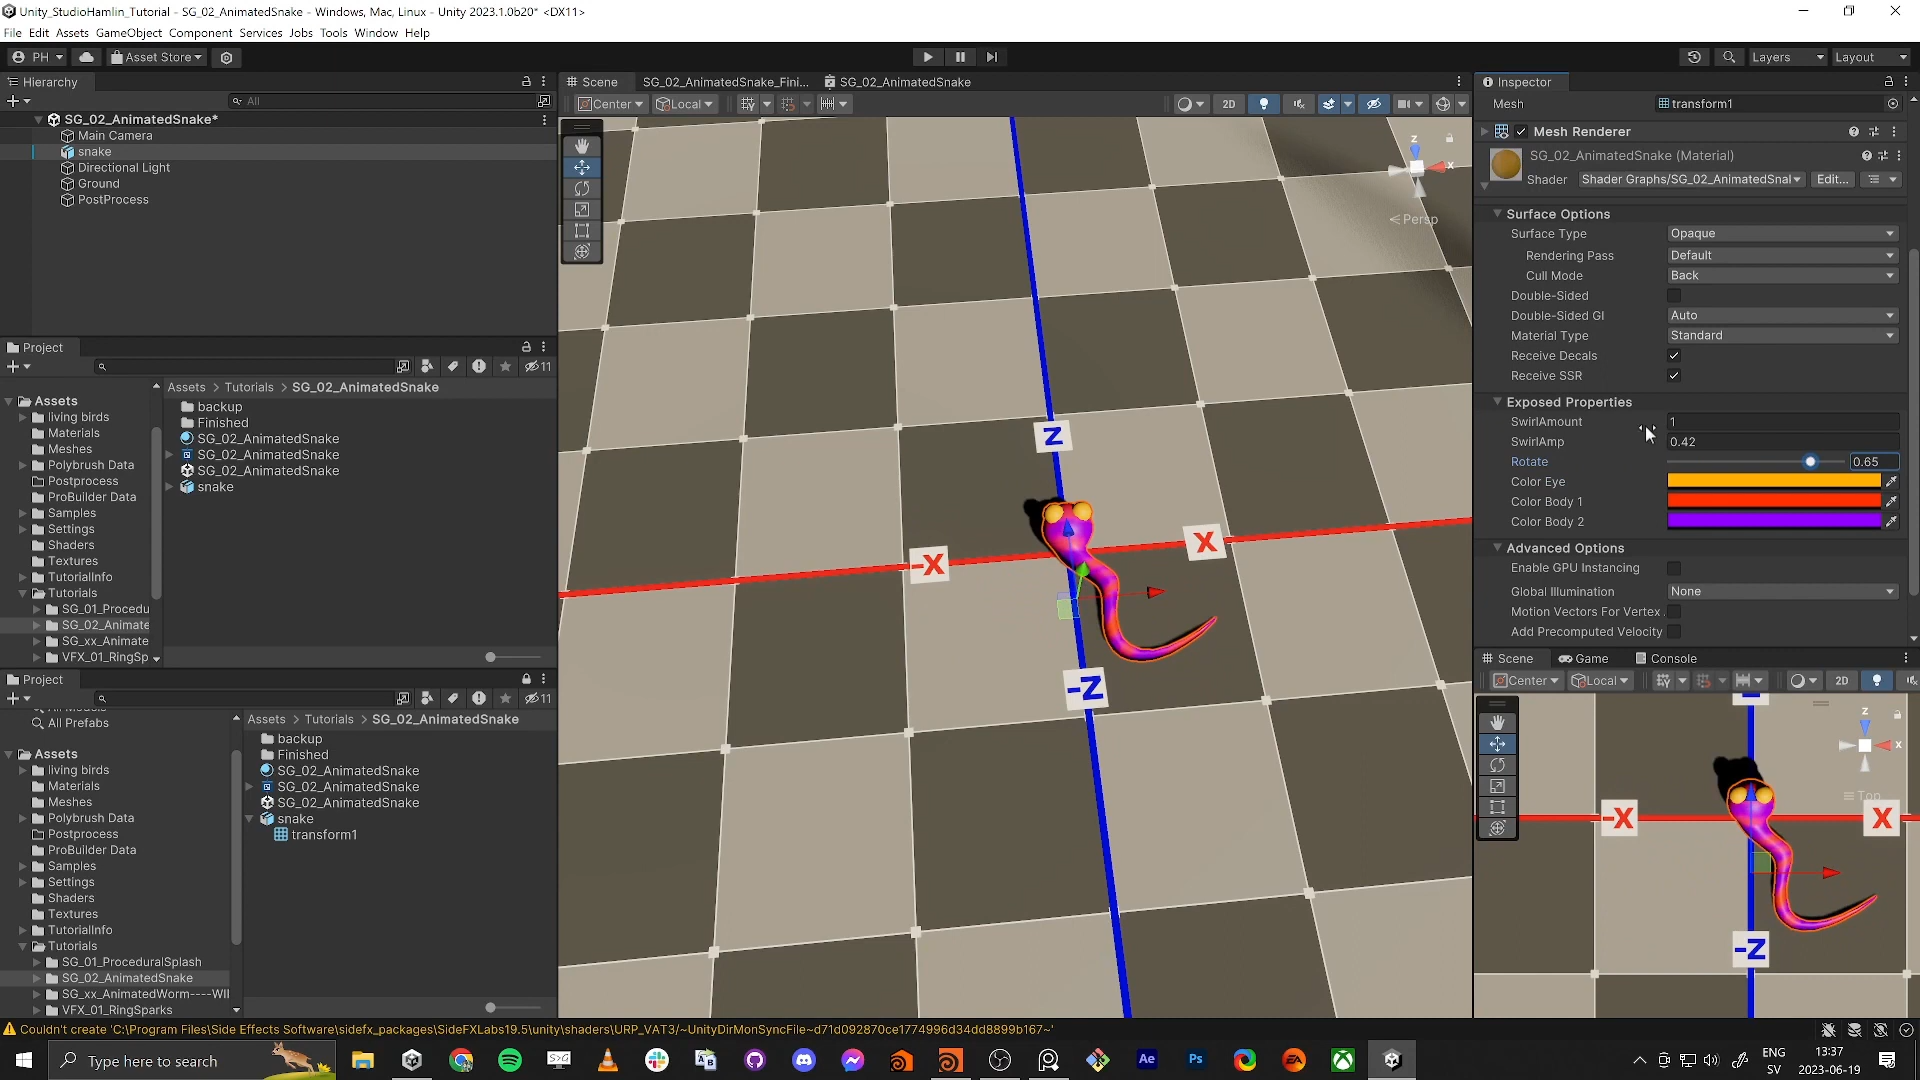 Unity_StudioHamlin_Tutorial - SG_02_AnimatedSnake - Windows, Mac, Linux - Unity 2023.1.0b20* <DX11>
File Edit Assets GameObject Component Services Jobs Tools Window Help
PH Asset Store Layers Layout
Hierarchy
All
SG_02_AnimatedSnake*
Main Camera
snake
Directional Light
Ground
PostProcess
Project
11
Assets > Tutorials > SG_02_AnimatedSnake
Assets
living birds
Materials
Meshes
Polybrush Data
Postprocess
ProBuilder Data
Samples
Settings
Shaders
Textures
TutorialInfo
Tutorials
SG_01_Procedu
SG_02_Animate
SG_xx_Animate
VFX_01_RingSp
backup
Finished
SG_02_AnimatedSnake
SG_02_AnimatedSnake
SG_02_AnimatedSnake
snake
Project
11
Assets > Tutorials > SG_02_AnimatedSnake
All Prefabs
Assets
living birds
Materials
Meshes
Polybrush Data
Postprocess
ProBuilder Data
Samples
Settings
Shaders
Textures
TutorialInfo
Tutorials
SG_01_ProceduralSplash
SG_02_AnimatedSnake
SG_xx_AnimatedWorm----WI
VFX_01_RingSparks
backup
Finished
SG_02_AnimatedSnake
SG_02_AnimatedSnake
SG_02_AnimatedSnake
snake
transform1
Scene SG_02_AnimatedSnake_Fini... SG_02_AnimatedSnake
Center Local 2D
z
x
Persp
Z
-X
X
-Z
Inspector
Mesh transform1
Mesh Renderer
SG_02_AnimatedSnake (Material)
Shader Shader Graphs/SG_02_AnimatedSnal Edit...
Surface Options
Surface Type Opaque
Rendering Pass Default
Cull Mode Back
Double-Sided
Double-Sided GI Auto
Material Type Standard
Receive Decals
Receive SSR
Exposed Properties
SwirlAmount 1
SwirlAmp 0.42
Rotate 0.65
Color Eye
Color Body 1
Color Body 2
Advanced Options
Enable GPU Instancing
Global Illumination None
Motion Vectors For Vertex
Add Precomputed Velocity
Scene Game Console
Center Local 2D
z
x
Top
-X
X
-Z
Couldn't create 'C:\Program Files\Side Effects Software\sidefx_packages\SideFXLabs19.5\unity\shaders\URP_VAT3/~UnityDirMonSyncFile~d71d092870ce1774996d34dd8899b167~'
Type here to search
Ae
Ps
EA
ENG
SV
13:37
2023-06-19